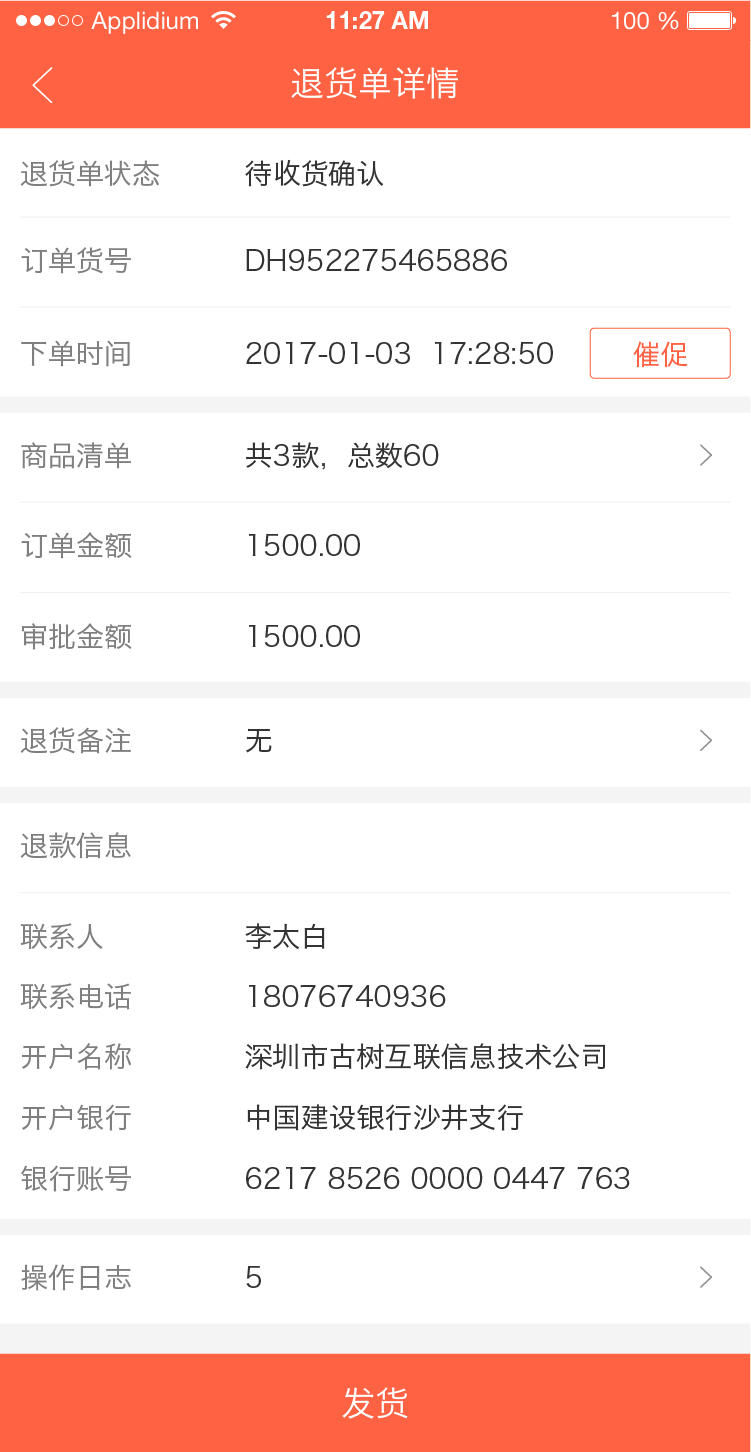 Applidium 11:27 AM 100 %
退货单详情
退货单状态 待收货确认
订单货号 DH952275465886
下单时间 2017-01-03 17:28:50 催促
商品清单 共3款，总数60
订单金额 1500.00
审批金额 1500.00
退货备注 无
退款信息
联系人 李太白
联系电话 18076740936
开户名称 深圳市古树互联信息技术公司
开户银行 中国建设银行沙井支行
银行账号 6217 8526 0000 0447 763
操作日志 5
发货